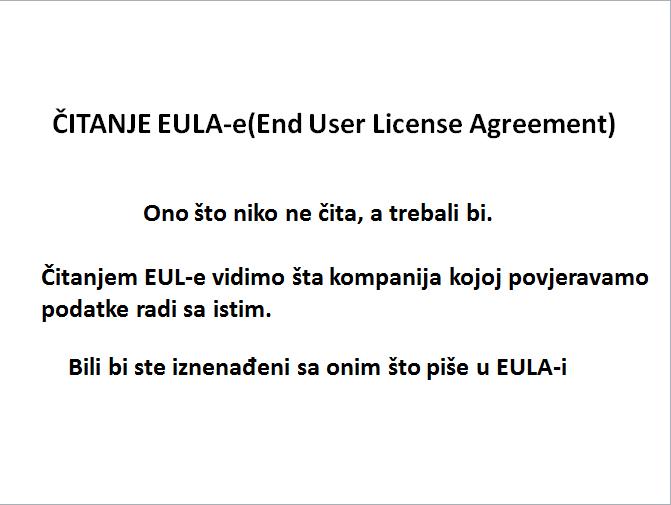 ČITANJE EULA-e(End User License Agreement)
Ono što niko ne čita, a trebali bi.
Čitanjem EUL-e vidimo šta kompanija kojoj povjeravamo
podatke radi sa istim.
Bili bi ste iznenađeni sa onim što piše u EULA-i